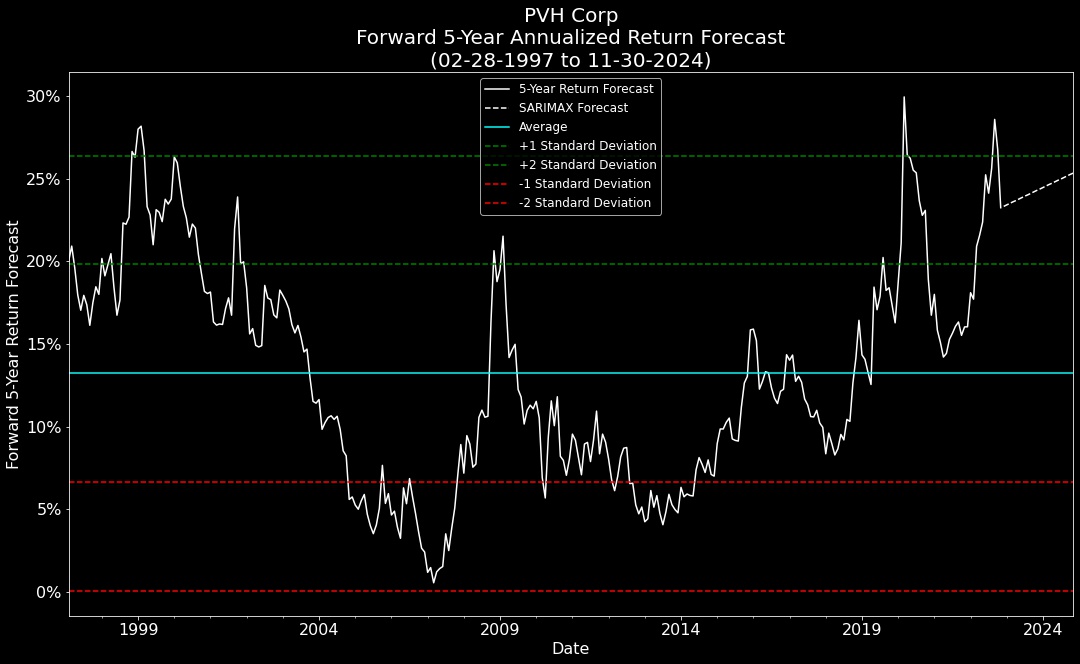 PVH Corp
Forward 5-Year Annualized Return Forecast
(02-28-1997 to 11-30-2024)
5-Year Return Forecast
SARIMAX Forecast
Average
+1 Standard Deviation
+2 Standard Deviation
-1 Standard Deviation
-2 Standard Deviation
Forward 5-Year Return Forecast
30%
25%
20%
15%
10%
5%
0%
1999
2004
2009
2014
2019
2024
Date